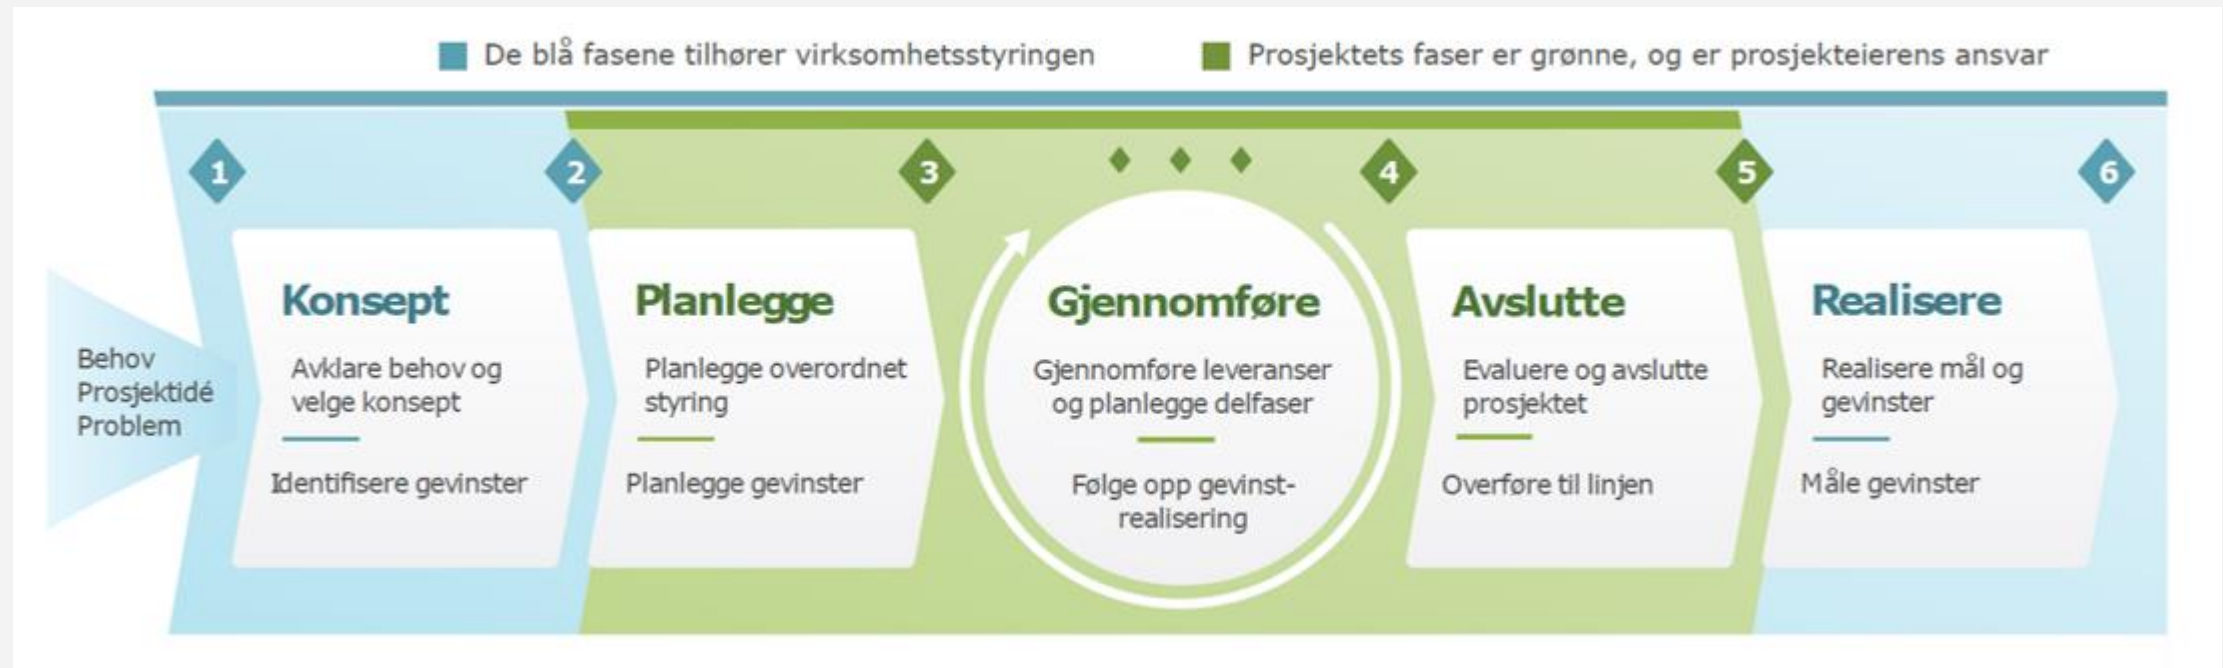 De blå fasene tilhører virksomhetsstyringen
Prosjektets faser er grønne, og er prosjekteierens ansvar
1
2
3
4
5
6
Behov
Prosjektidé
Problem
Konsept
Avklare behov og
velge konsept
Identifisere gevinster
Planlegge
Planlegge overordnet
styring
Planlegge gevinster
Gjennomføre
Gjennomføre leveranser
og planlegge delfaser
Følge opp gevinst-
realisering
Avslutte
Evaluere og avslutte
prosjektet
Overføre til linjen
Realisere
Realisere mål og
gevinster
Måle gevinster